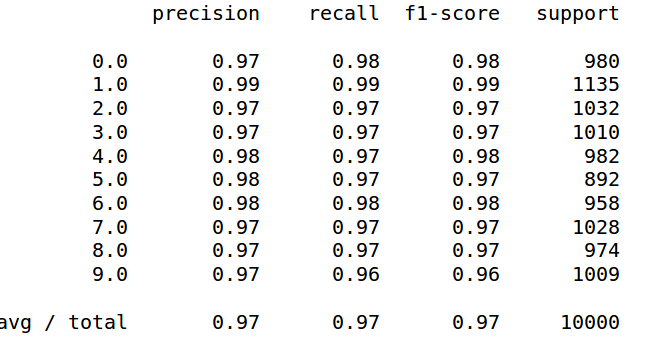 precision recall f1-score support
0.0 0.97 0.98 0.98 980
1.0 0.99 0.99 0.99 1135
2.0 0.97 0.97 0.97 1032
3.0 0.97 0.97 0.97 1010
4.0 0.98 0.97 0.98 982
5.0 0.98 0.97 0.97 892
6.0 0.98 0.98 0.98 958
7.0 0.97 0.97 0.97 1028
8.0 0.97 0.97 0.97 974
9.0 0.97 0.96 0.96 1009
avg / total 0.97 0.97 0.97 10000